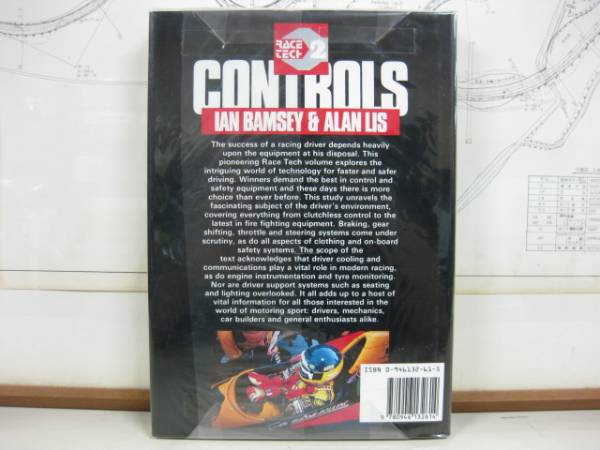 RACE
TECH 2
CONTROLS
IAN BAMSEY & ALAN LIS
The success of a racing driver depends heavily
upon the equipment at his disposal. This
pioneering Race Tech volume explores the
intriguing world of technology for faster and safer
driving. Winners demand the best in control and
safety equipment and these days there is more
choice than ever before. This study unravels the
fascinating subject of the driver's environment,
covering everything from clutchless control to the
latest in fire fighting equipment. Braking, gear
shifting, throttle and steering systems come under
scrutiny, as do all aspects of clothing and on-board
safety systems. The scope of the
text acknowledges that driver cooling and
communications play a vital role in modern racing,
as do engine instrumentation and tyre monitoring.
Nor are driver support systems such as seating
and lighting overlooked. It all adds up to a host of
vital information for all those interested in the
world of motoring sport: drivers, mechanics,
car builders and general enthusiasts alike.
ISBN 0-946132-61-5
9 780946 132614